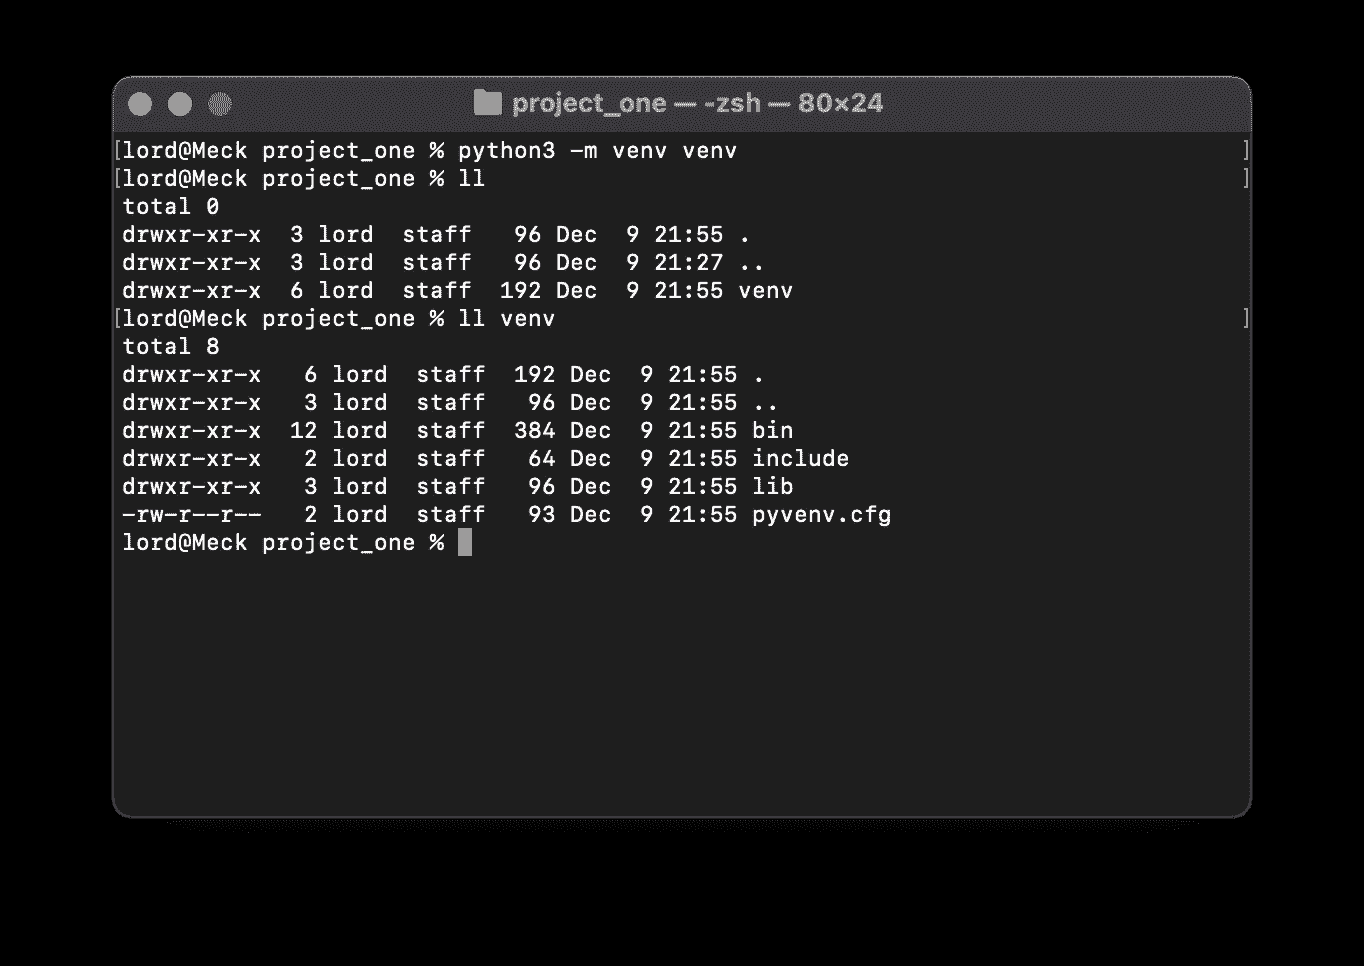 project_one — -zsh — 80×24
[lord@Meck project_one % python3 -m venv venv ]
[lord@Meck project_one % ll ]
total 0
drwxr-xr-x  3 lord  staff   96 Dec  9 21:55 .
drwxr-xr-x  3 lord  staff   96 Dec  9 21:27 ..
drwxr-xr-x  6 lord  staff  192 Dec  9 21:55 venv
[lord@Meck project_one % ll venv ]
total 8
drwxr-xr-x   6 lord  staff  192 Dec  9 21:55 .
drwxr-xr-x   3 lord  staff   96 Dec  9 21:55 ..
drwxr-xr-x  12 lord  staff  384 Dec  9 21:55 bin
drwxr-xr-x   2 lord  staff   64 Dec  9 21:55 include
drwxr-xr-x   3 lord  staff   96 Dec  9 21:55 lib
-rw-r--r--   2 lord  staff   93 Dec  9 21:55 pyvenv.cfg
lord@Meck project_one %